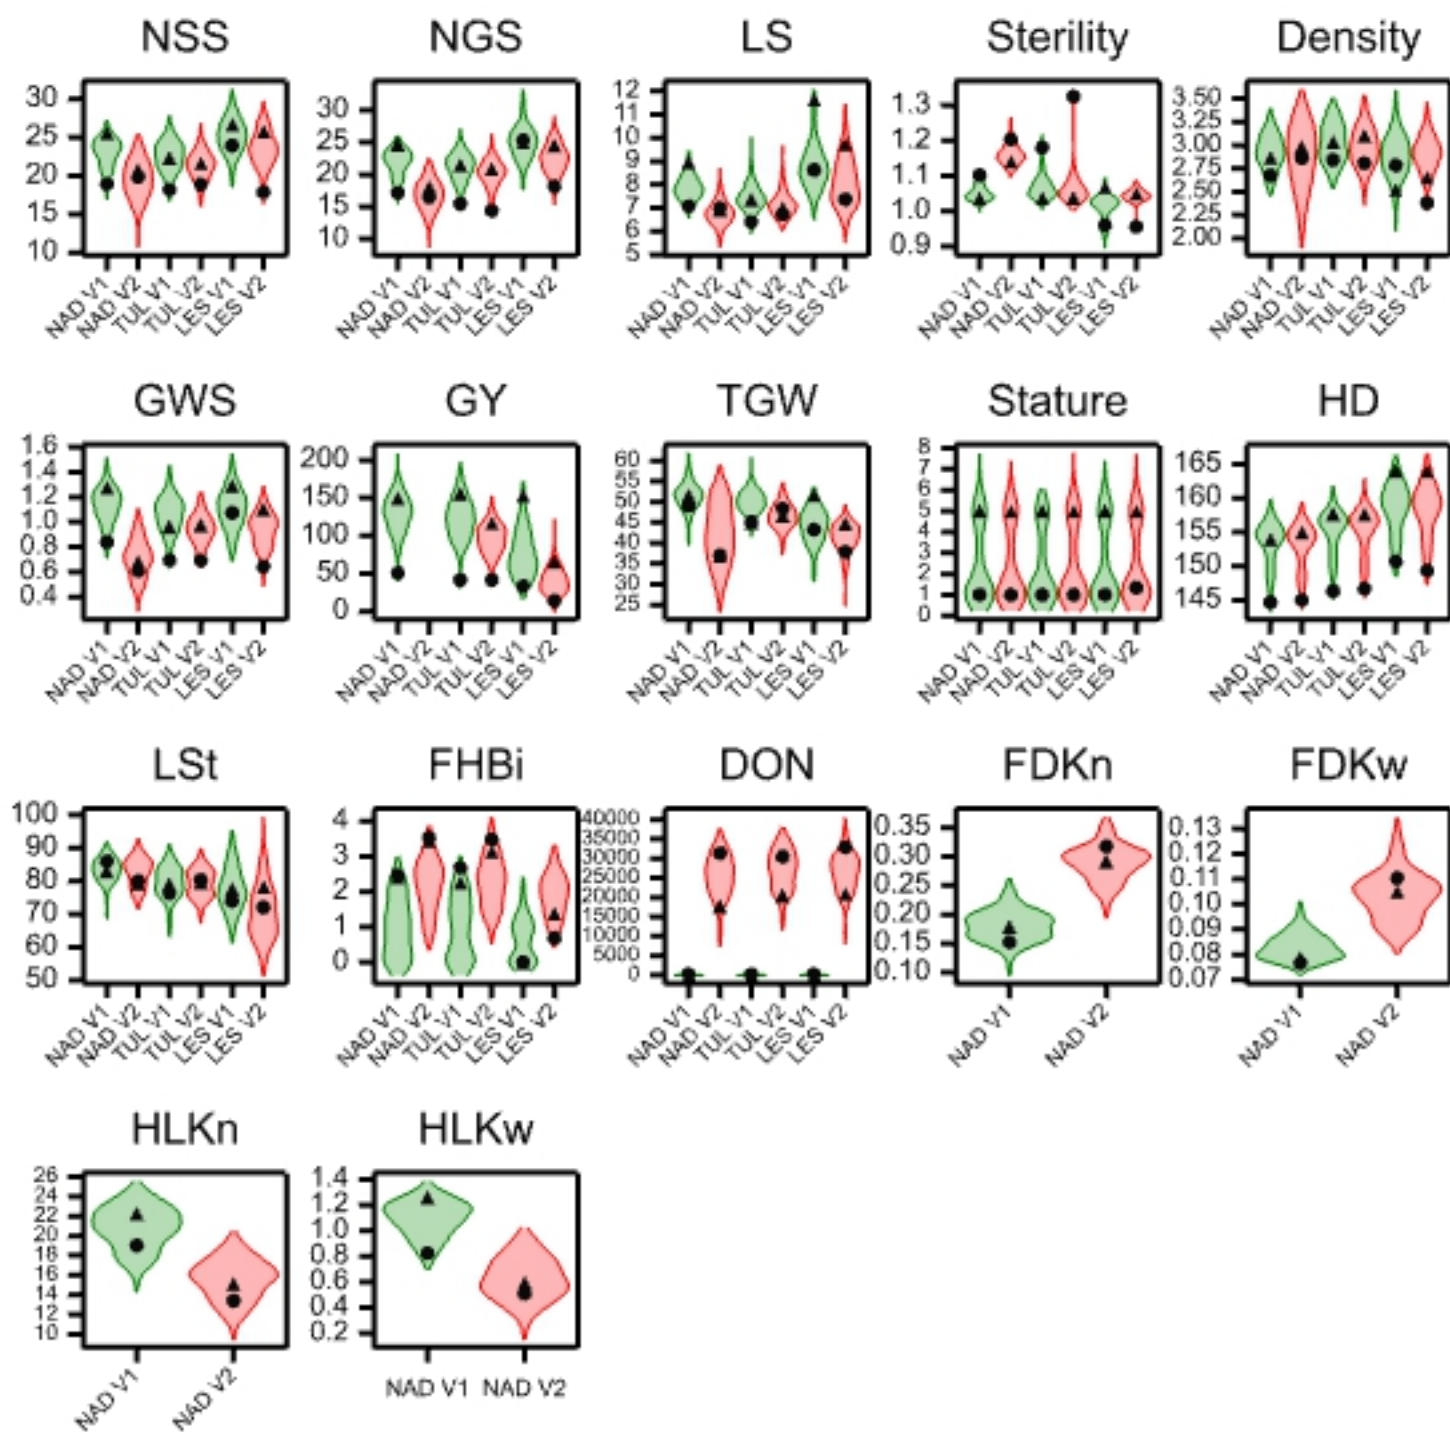 NSS
30
25
20
15
10
NAD V1
NAD V2
TUL V1
TUL V2
LES V1
LES V2
NGS
30
25
20
15
10
NAD V1
NAD V2
TUL V1
TUL V2
LES V1
LES V2
LS
12
11
10
9
8
7
6
5
NAD V1
NAD V2
TUL V1
TUL V2
LES V1
LES V2
Sterility
1.3
1.2
1.1
1.0
0.9
NAD V1
NAD V2
TUL V1
TUL V2
LES V1
LES V2
Density
3.50
3.25
3.00
2.75
2.50
2.25
2.00
NAD V1
NAD V2
TUL V1
TUL V2
LES V1
LES V2
GWS
1.6
1.4
1.2
1.0
0.8
0.6
0.4
NAD V1
NAD V2
TUL V1
TUL V2
LES V1
LES V2
GY
200
150
100
50
0
NAD V1
NAD V2
TUL V1
TUL V2
LES V1
LES V2
TGW
60
55
50
45
40
35
30
25
NAD V1
NAD V2
TUL V1
TUL V2
LES V1
LES V2
Stature
8
7
6
5
4
3
2
1
0
NAD V1
NAD V2
TUL V1
TUL V2
LES V1
LES V2
HD
165
160
155
150
145
NAD V1
NAD V2
TUL V1
TUL V2
LES V1
LES V2
LSt
100
90
80
70
60
50
NAD V1
NAD V2
TUL V1
TUL V2
LES V1
LES V2
FHBi
4
3
2
1
0
NAD V1
NAD V2
TUL V1
TUL V2
LES V1
LES V2
DON
40000
35000
30000
25000
20000
15000
10000
5000
0
NAD V1
NAD V2
TUL V1
TUL V2
LES V1
LES V2
FDKn
0.35
0.30
0.25
0.20
0.15
0.10
NAD V1
NAD V2
FDKw
0.13
0.12
0.11
0.10
0.09
0.08
0.07
NAD V1
NAD V2
HLKn
26
24
22
20
18
16
14
12
10
NAD V1
NAD V2
HLKw
1.4
1.2
1.0
0.8
0.6
0.4
0.2
NAD V1 NAD V2